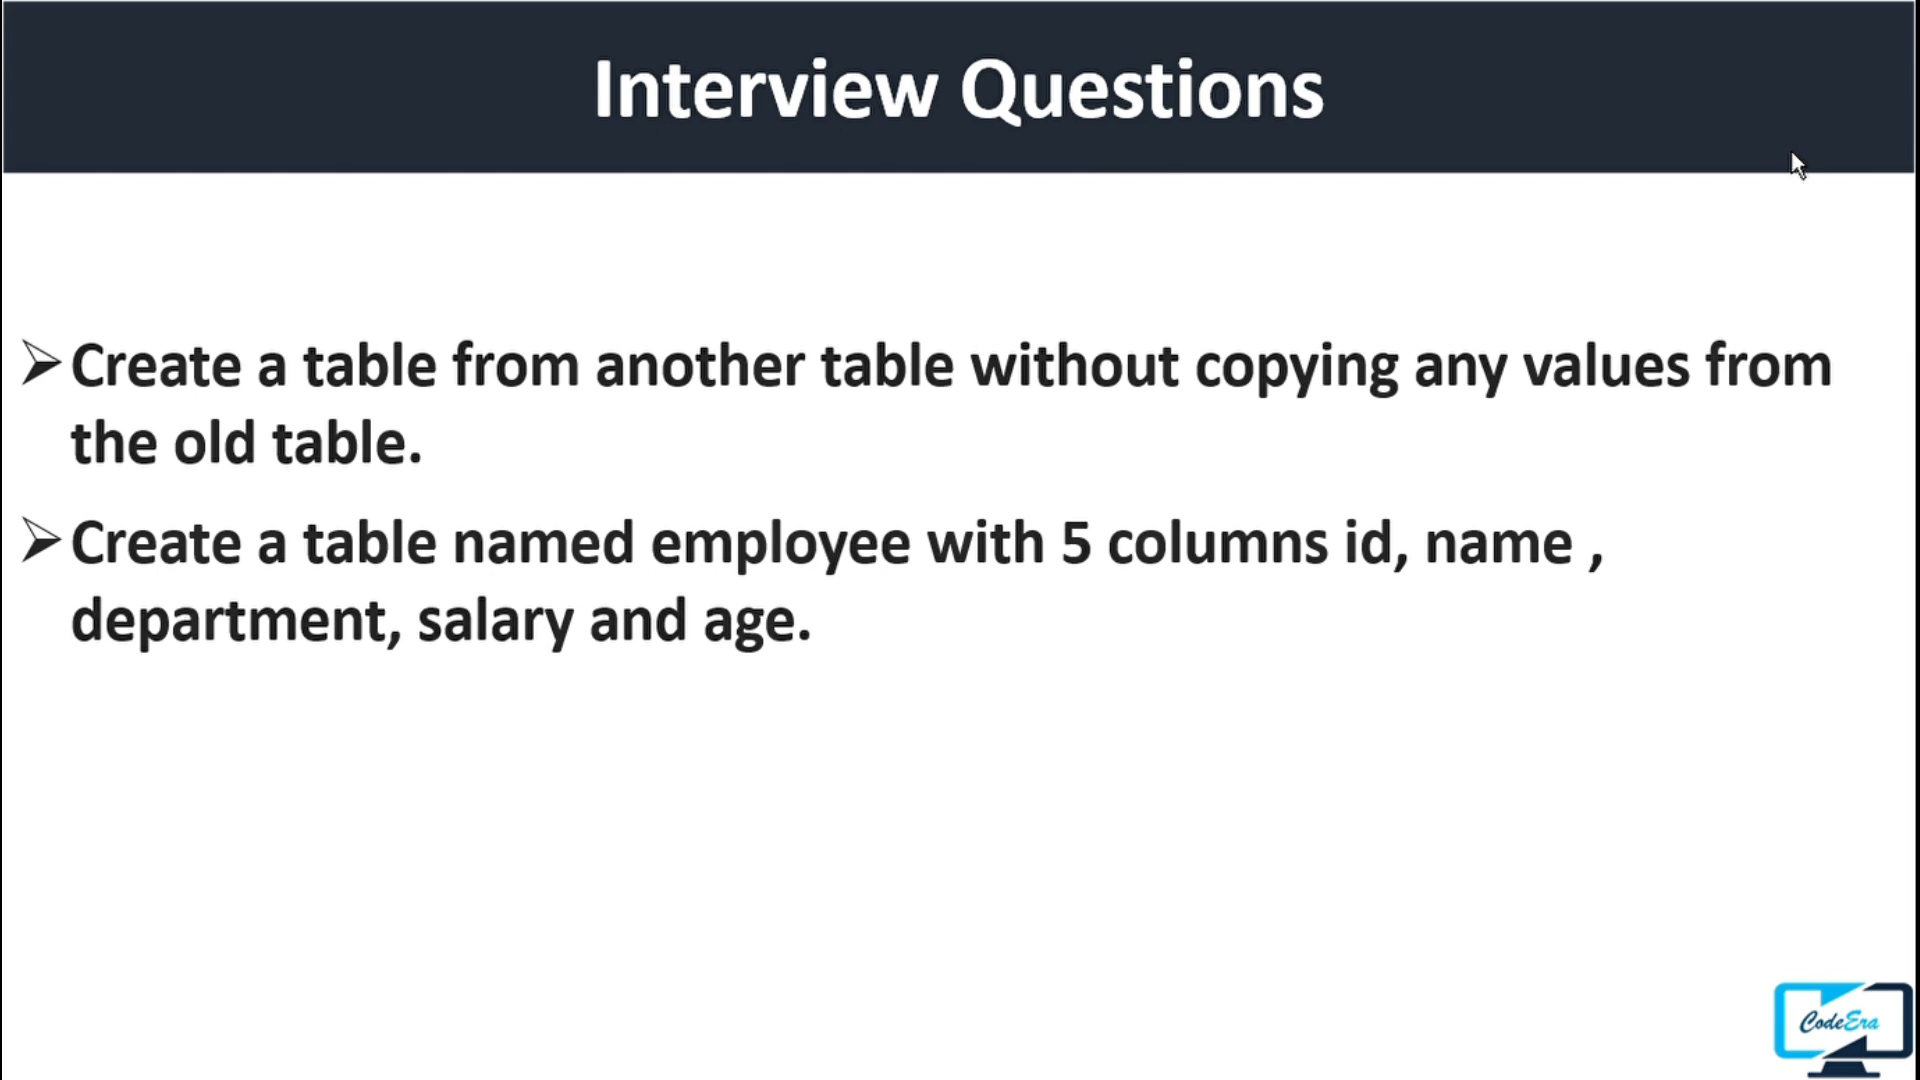 Interview Questions
Create a table from another table without copying any values from
the old table.
Create a table named employee with 5 columns id, name ,
department, salary and age.
CodeEra